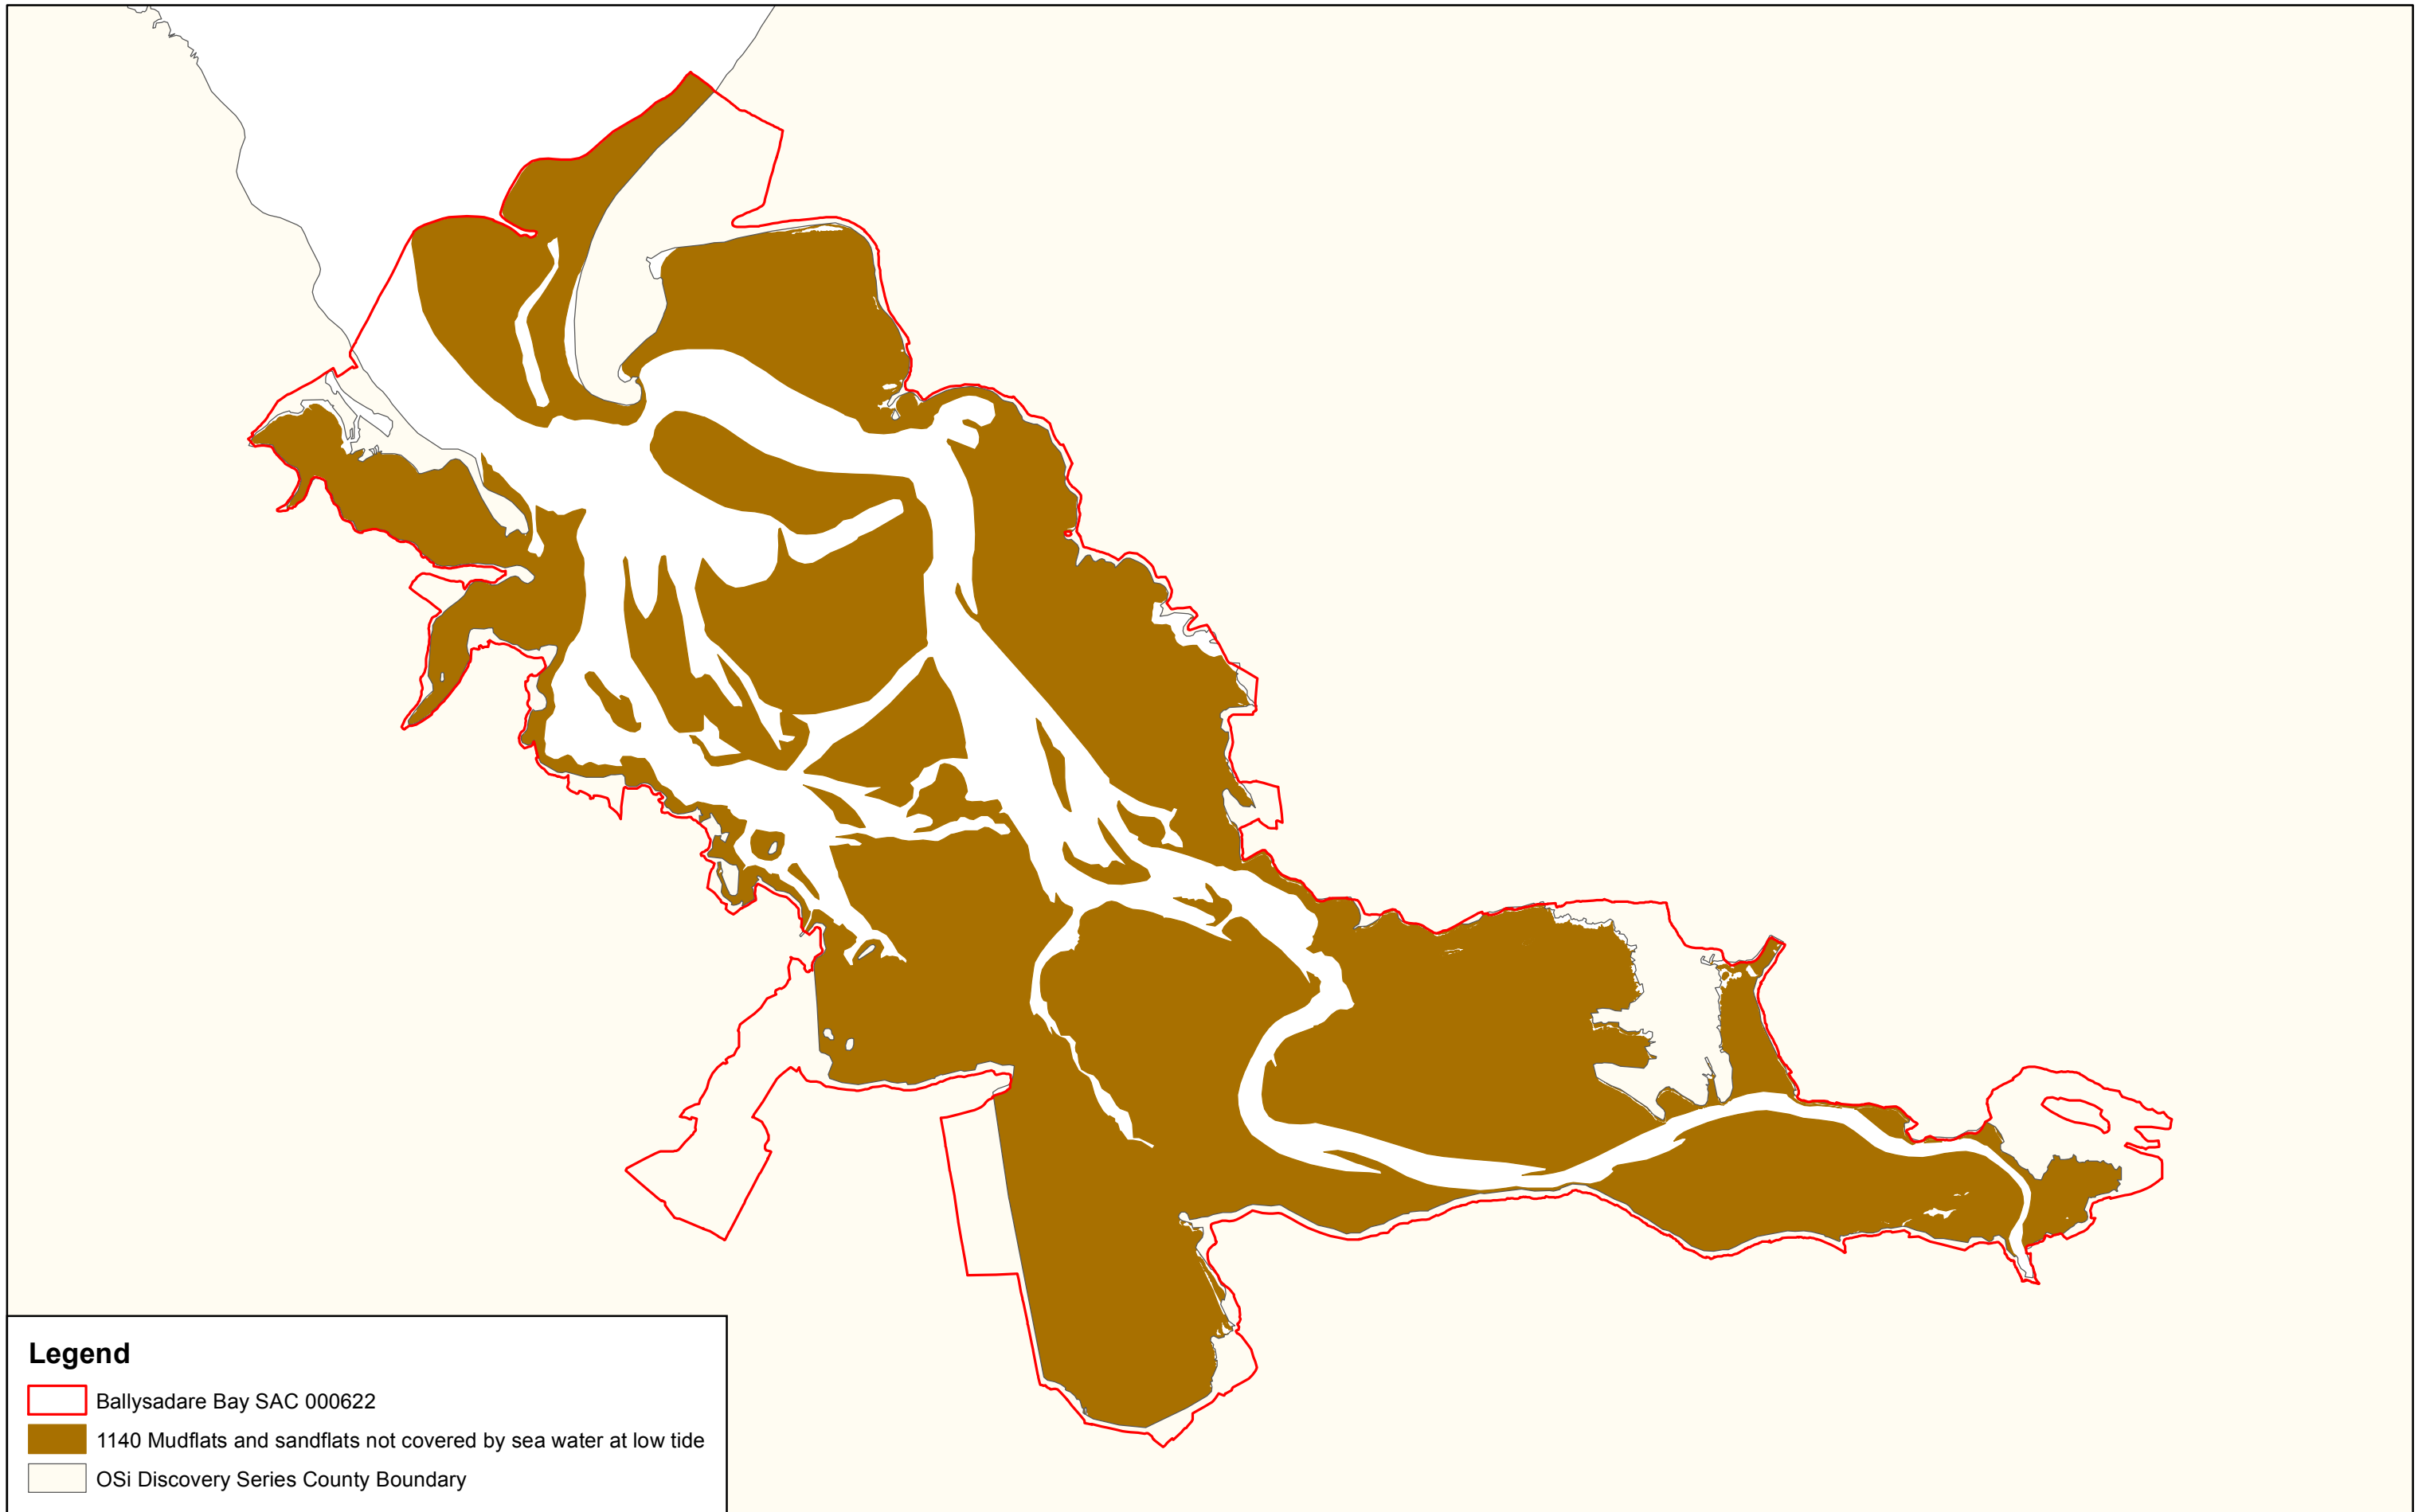 Legend
Ballysadare Bay SAC 000622
1140 Mudflats and sandflats not covered by sea water at low tide
OSi Discovery Series County Boundary